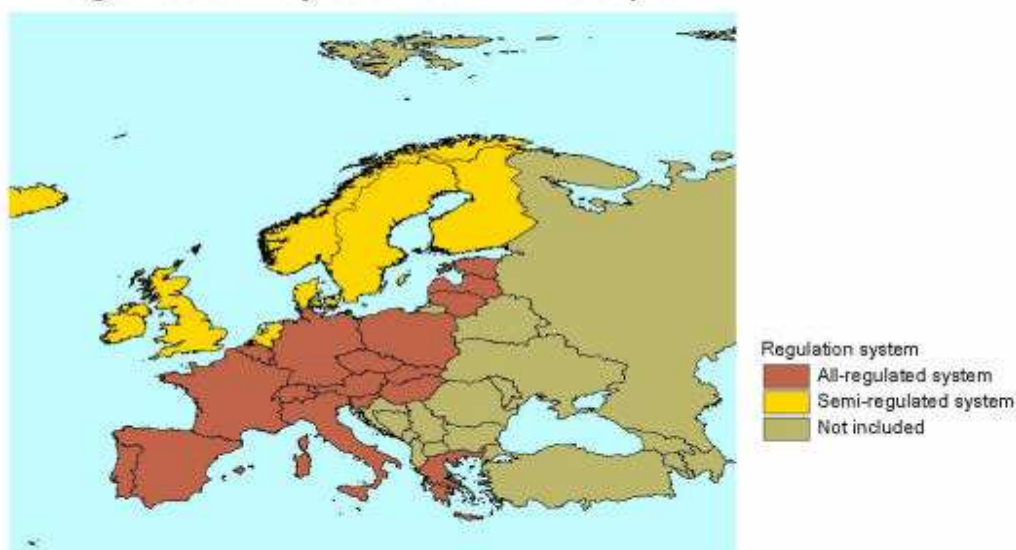 Regulation system
All-regulated system
Semi-regulated system
Not included